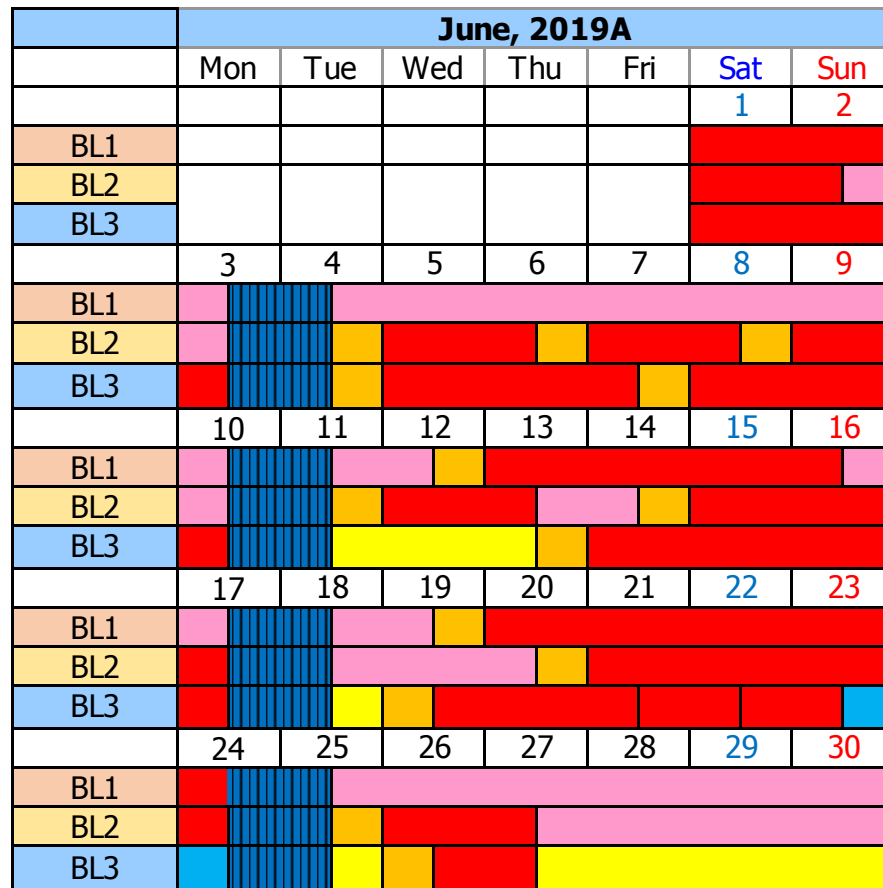 June, 2019A
Mon Tue Wed Thu Fri Sat Sun
1 2
BL1
BL2
BL3
3 4 5 6 7 8 9
BL1
BL2
BL3
10 11 12 13 14 15 16
BL1
BL2
BL3
17 18 19 20 21 22 23
BL1
BL2
BL3
24 25 26 27 28 29 30
BL1
BL2
BL3